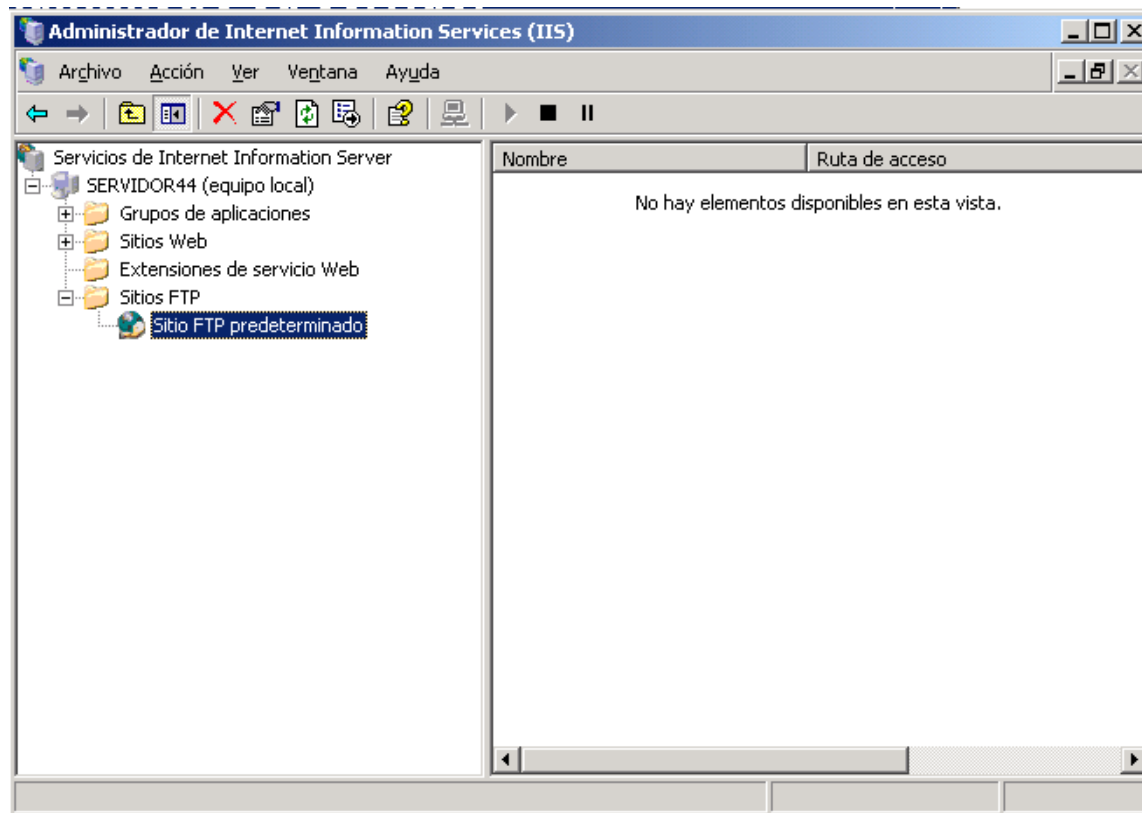 Administrador de Internet Information Services (IIS)
Archivo Acción Ver Ventana Ayuda
Servicios de Internet Information Server
SERVIDOR44 (equipo local)
Grupos de aplicaciones
Sitios Web
Extensiones de servicio Web
Sitios FTP
Sitio FTP predeterminado
Nombre Ruta de acceso
No hay elementos disponibles en esta vista.